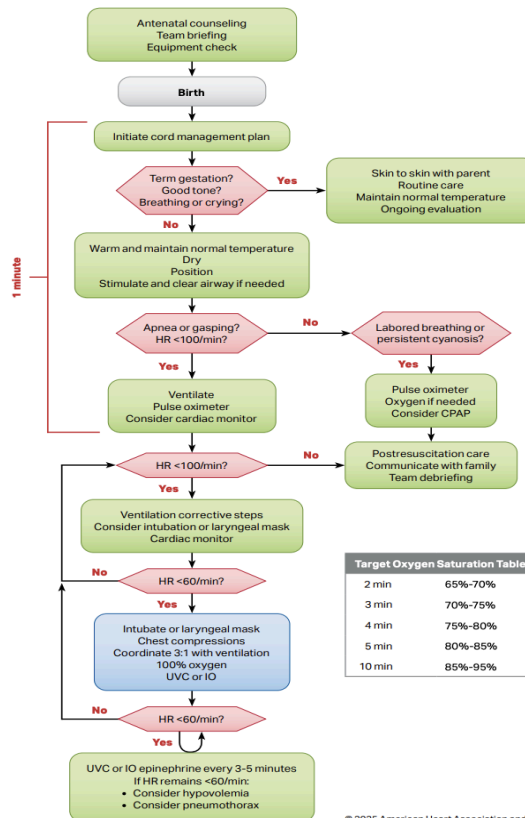 Antenatal counseling
Team briefing
Equipment check
Birth
Initiate cord management plan
Term gestation?
Good tone?
Breathing or crying?
Yes
Skin to skin with parent
Routine care
Maintain normal temperature
Ongoing evaluation
No
1 minute
Warm and maintain normal temperature
Dry
Position
Stimulate and clear airway if needed
Apnea or gasping?
HR <100/min?
No
Labored breathing or
persistent cyanosis?
Yes
Yes
Ventilate
Pulse oximeter
Consider cardiac monitor
Pulse oximeter
Oxygen if needed
Consider CPAP
HR <100/min?
No
Postresuscitation care
Communicate with family
Team debriefing
Yes
Ventilation corrective steps
Consider intubation or laryngeal mask
Cardiac monitor
No
HR <60/min?
Yes
Intubate or laryngeal mask
Chest compressions
Coordinate 3:1 with ventilation
100% oxygen
UVC or IO
No
HR <60/min?
Yes
UVC or IO epinephrine every 3-5 minutes
If HR remains <60/min:
• Consider hypovolemia
• Consider pneumothorax
Target Oxygen Saturation Table
2 min 65%-70%
3 min 70%-75%
4 min 75%-80%
5 min 80%-85%
10 min 85%-95%
© 2025 American Heart Association and